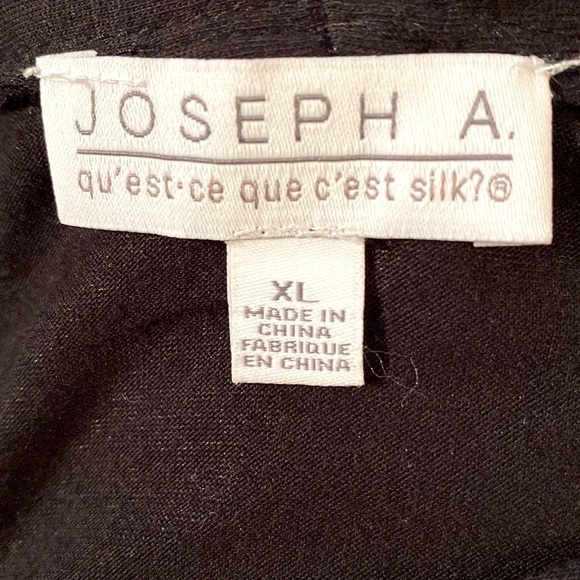 JOSEPH A.
qu'est-ce que c'est silk?®
XL
MADE IN
CHINA
FABRIQUE
EN CHINA